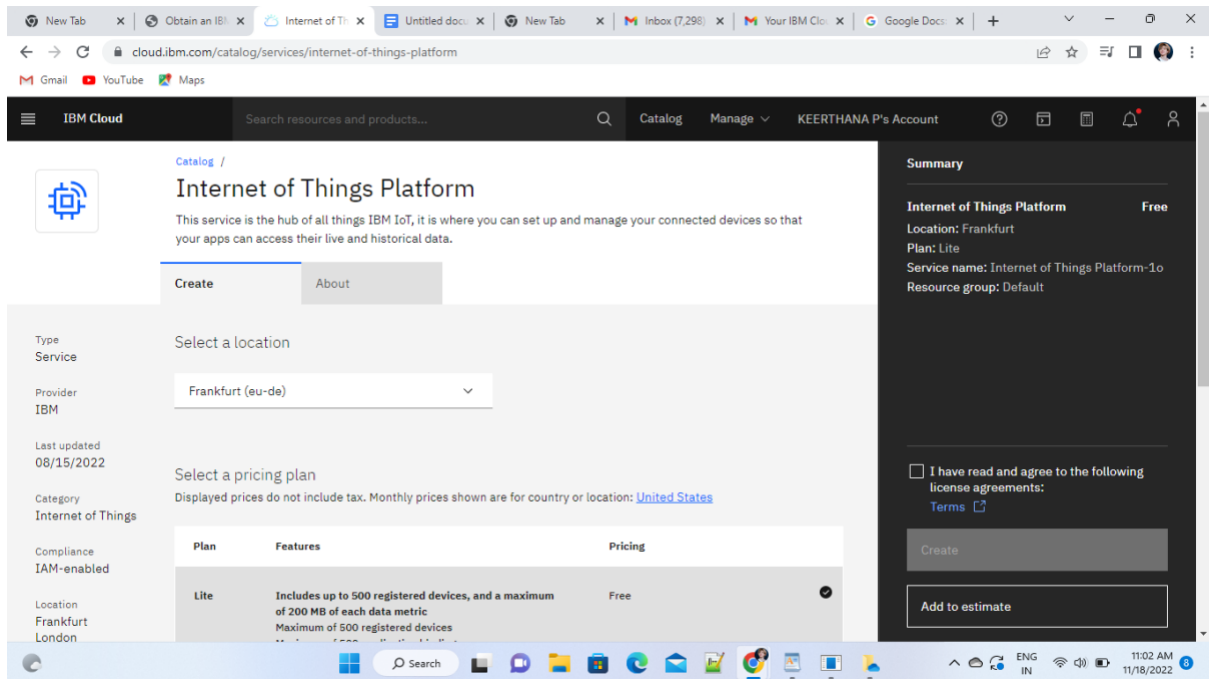 New Tab
Obtain an IBM
Internet of Th
Untitled docu
New Tab
Inbox (7,298)
Your IBM Clo
Google Docs:
cloud.ibm.com/catalog/services/internet-of-things-platform
Gmail YouTube Maps
IBM Cloud
Search resources and products...
Catalog Manage KEERTHANA P's Account
Catalog /
Internet of Things Platform
This service is the hub of all things IBM IoT, it is where you can set up and manage your connected devices so that
your apps can access their live and historical data.
Create About
Type
Service
Provider
IBM
Last updated
08/15/2022
Category
Internet of Things
Compliance
IAM-enabled
Location
Frankfurt
London
Select a location
Frankfurt (eu-de)
Select a pricing plan
Displayed prices do not include tax. Monthly prices shown are for country or location: United States
Plan Features Pricing
Lite Includes up to 500 registered devices, and a maximum Free
of 200 MB of each data metric
Maximum of 500 registered devices
Summary
Internet of Things Platform Free
Location: Frankfurt
Plan: Lite
Service name: Internet of Things Platform-1o
Resource group: Default
I have read and agree to the following
license agreements:
Terms
Create
Add to estimate
Search
ENG
IN
11:02 AM
11/18/2022
8